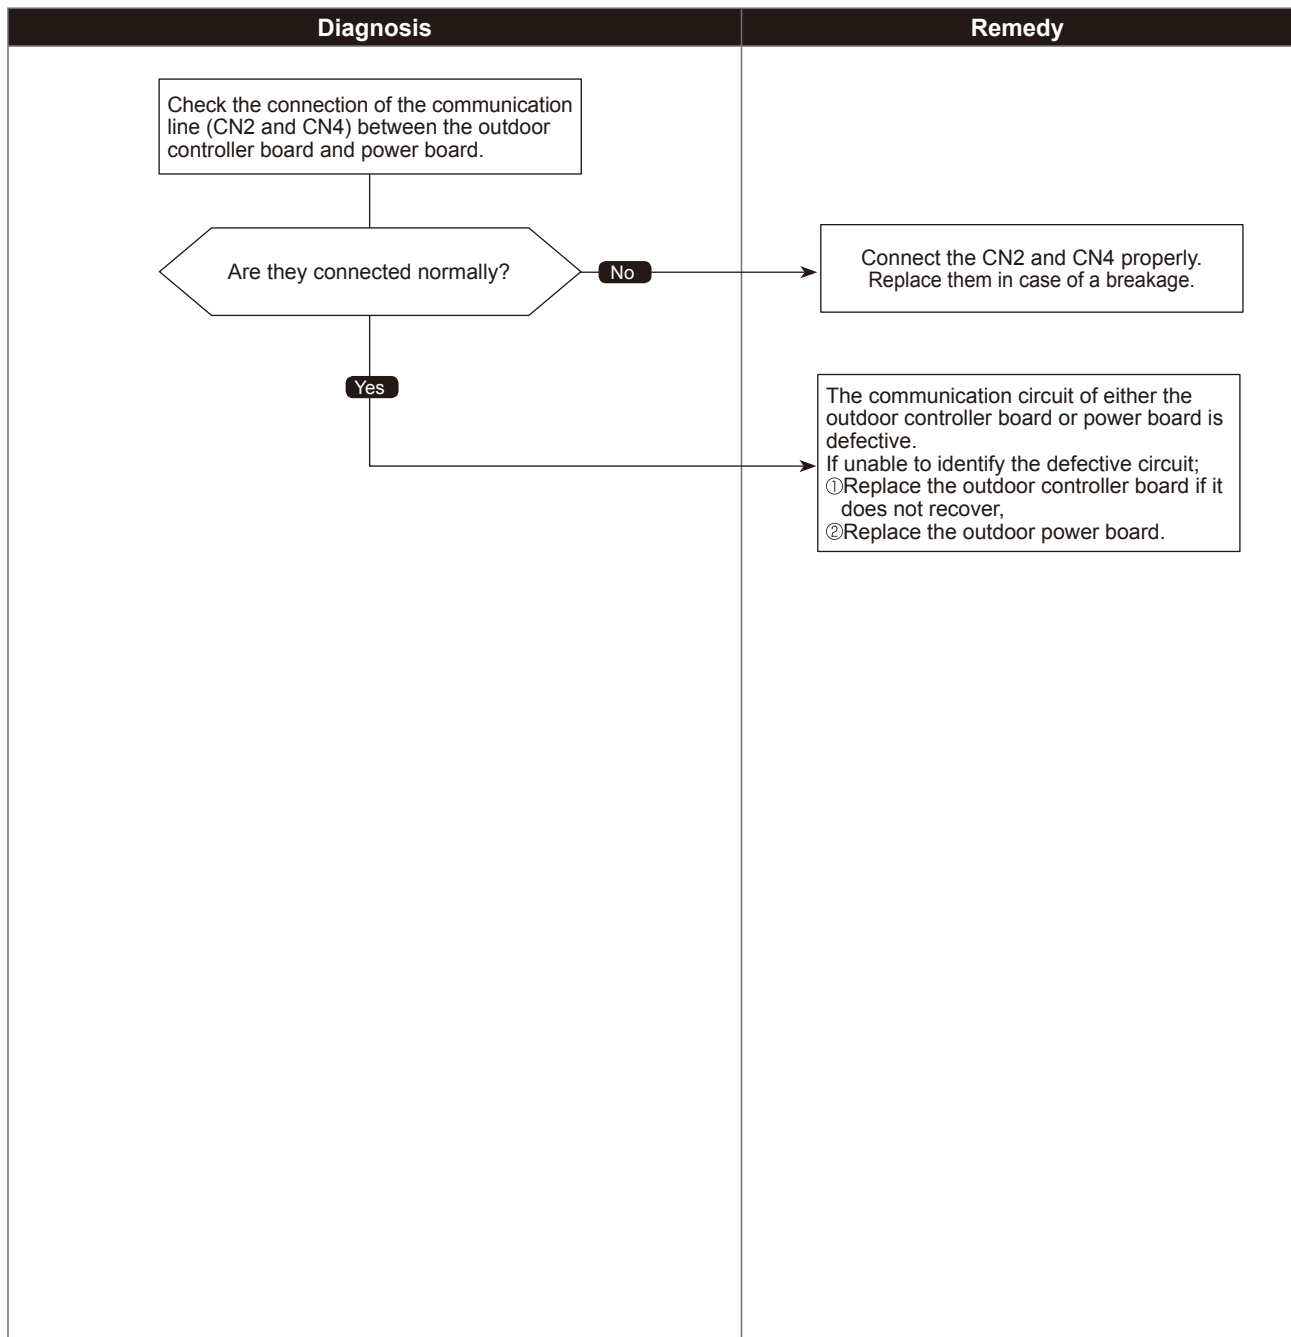 Diagnosis
Remedy
Check the connection of the communication
line (CN2 and CN4) between the outdoor
controller board and power board.
Are they connected normally?
No
Connect the CN2 and CN4 properly.
Replace them in case of a breakage.
Yes
The communication circuit of either the
outdoor controller board or power board is
defective.
If unable to identify the defective circuit;
①Replace the outdoor controller board if it
does not recover,
②Replace the outdoor power board.